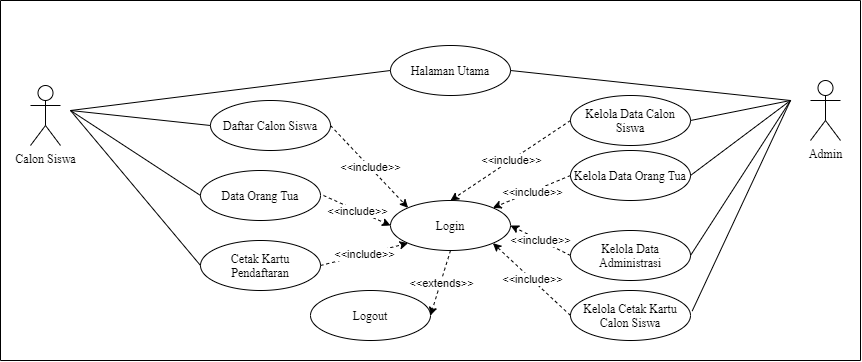 Halaman Utama
Calon Siswa
Admin
Daftar Calon Siswa
Kelola Data Calon
Siswa
<<include>>
<<include>>
Data Orang Tua
Kelola Data Orang Tua
<<include>>
<<include>>
Login
Cetak Kartu
Pendaftaran
<<include>>
<<include>>
Kelola Data
Administrasi
<<extends>>
<<include>>
Logout
Kelola Cetak Kartu
Calon Siswa